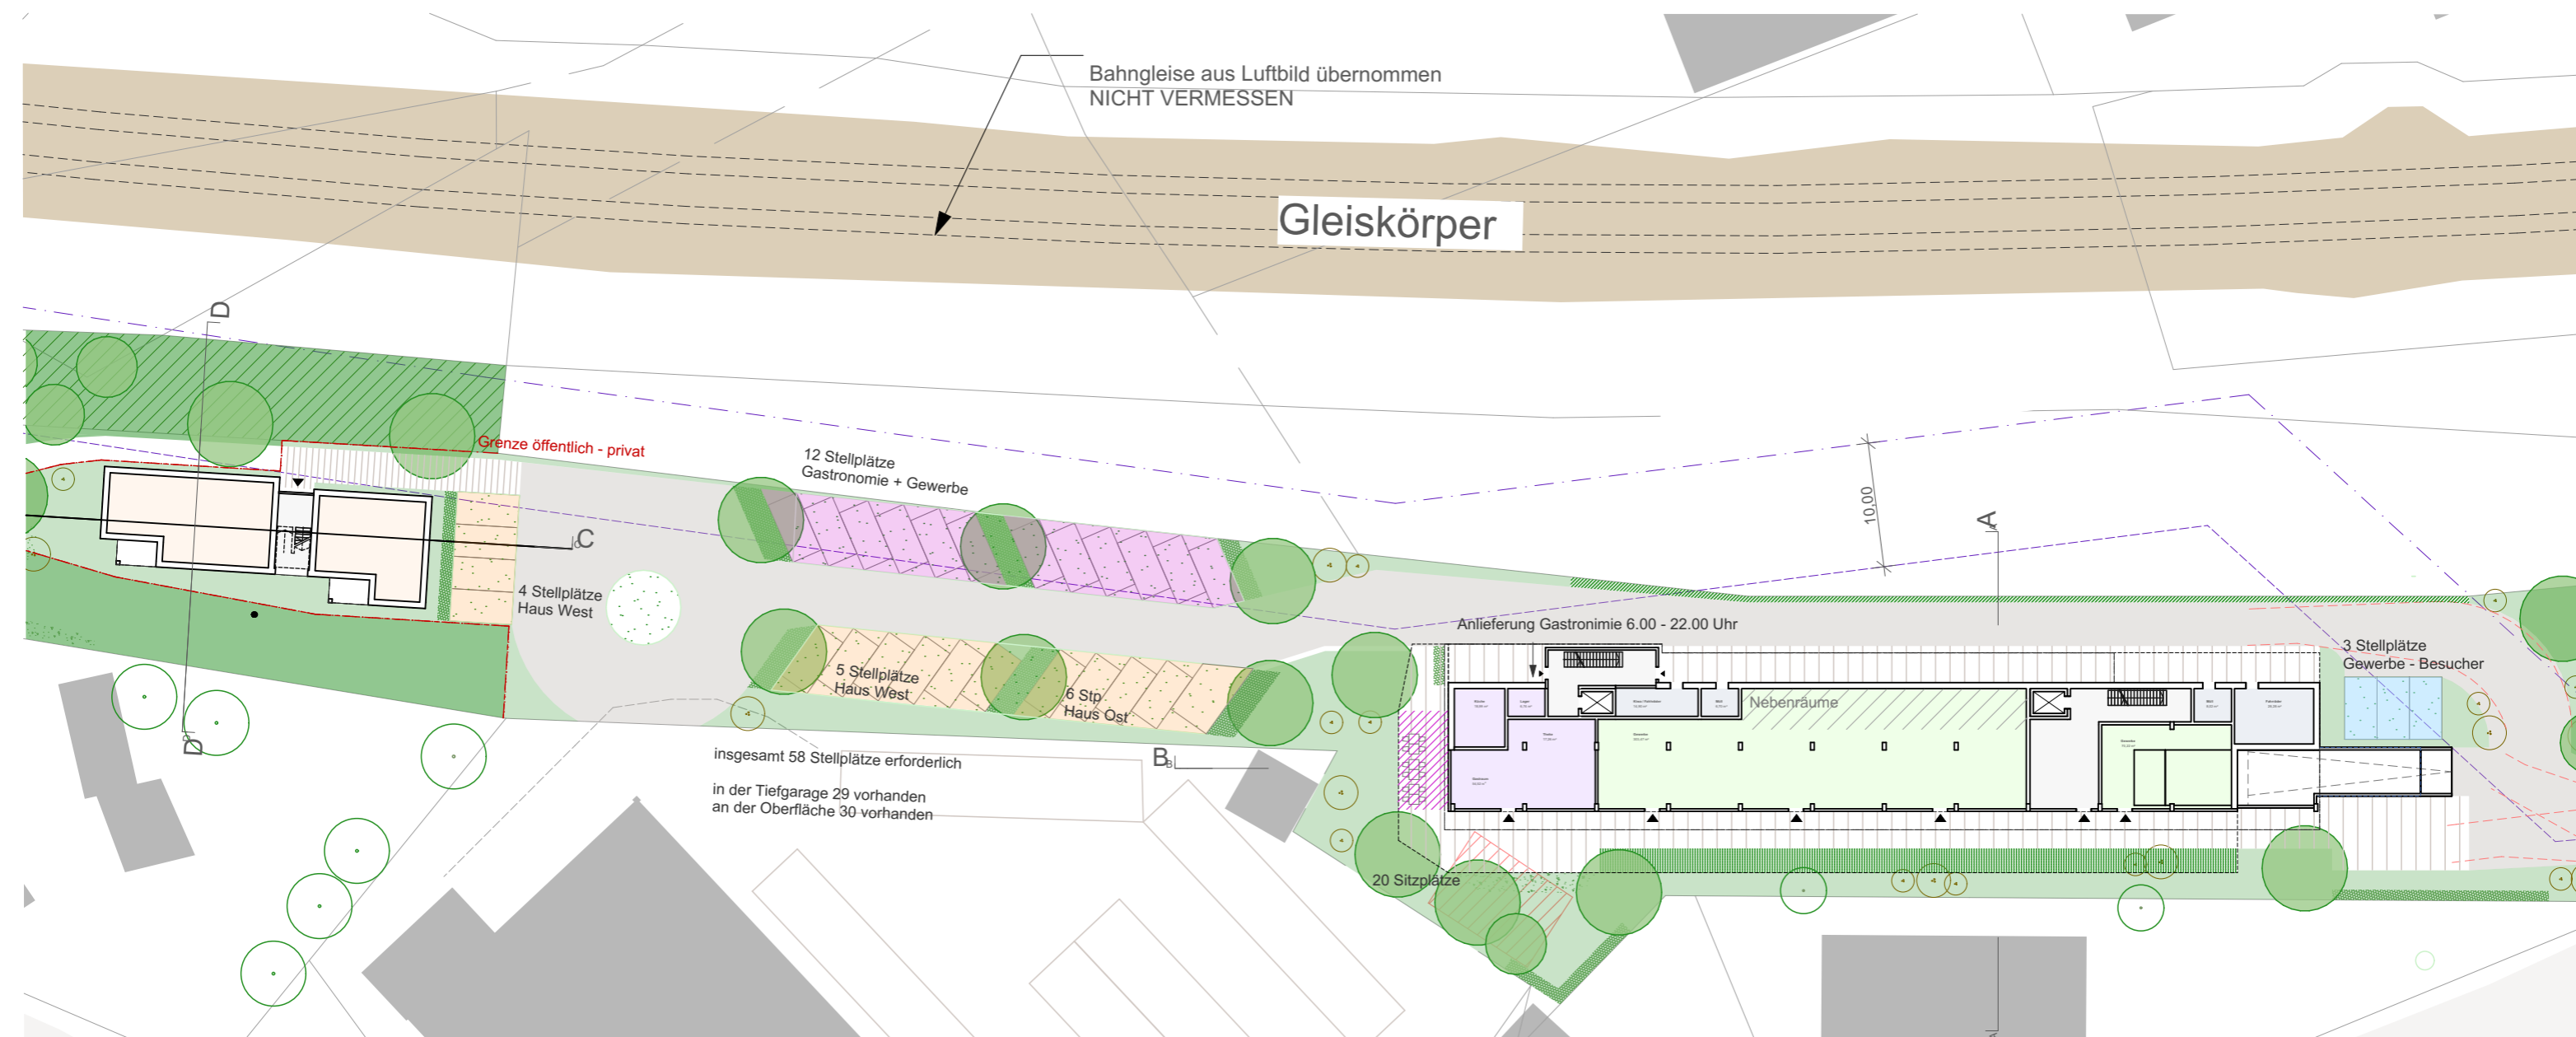 Bahngleise aus Luftbild übernommen
NICHT VERMESSEN
Gleiskörper
D
Grenze öffentlich - privat
12 Stellplätze
Gastronomie + Gewerbe
10,00
A
C
4 Stellplätze
Haus West
Anlieferung Gastronimie 6.00 - 22.00 Uhr
3 Stellplätze
Gewerbe - Besucher
5 Stellplätze
Haus West
6 Stp
Haus Ost
Nebenräume
D
B
B
insgesamt 58 Stellplätze erforderlich
in der Tiefgarage 29 vorhanden
an der Oberfläche 30 vorhanden
20 Sitzplätze